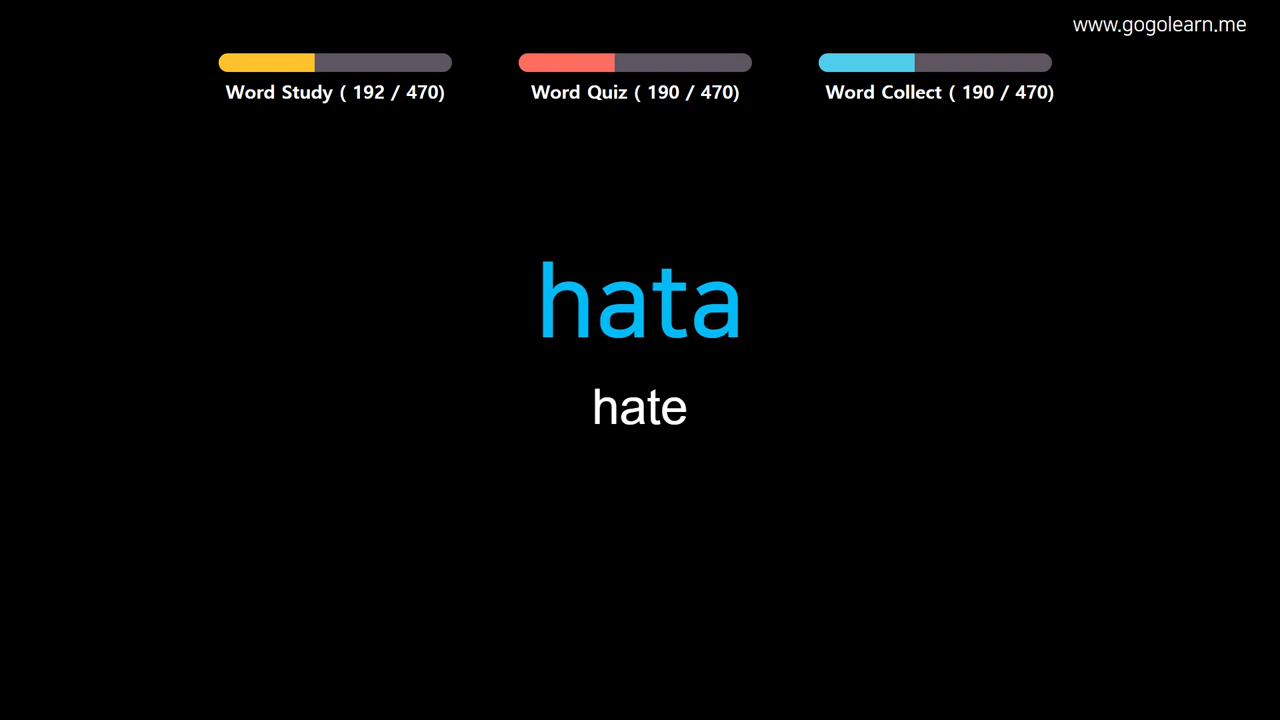 www.gogolearn.me
Word Study ( 192 / 470)
Word Quiz ( 190 / 470)
Word Collect ( 190 / 470)
hata
hate